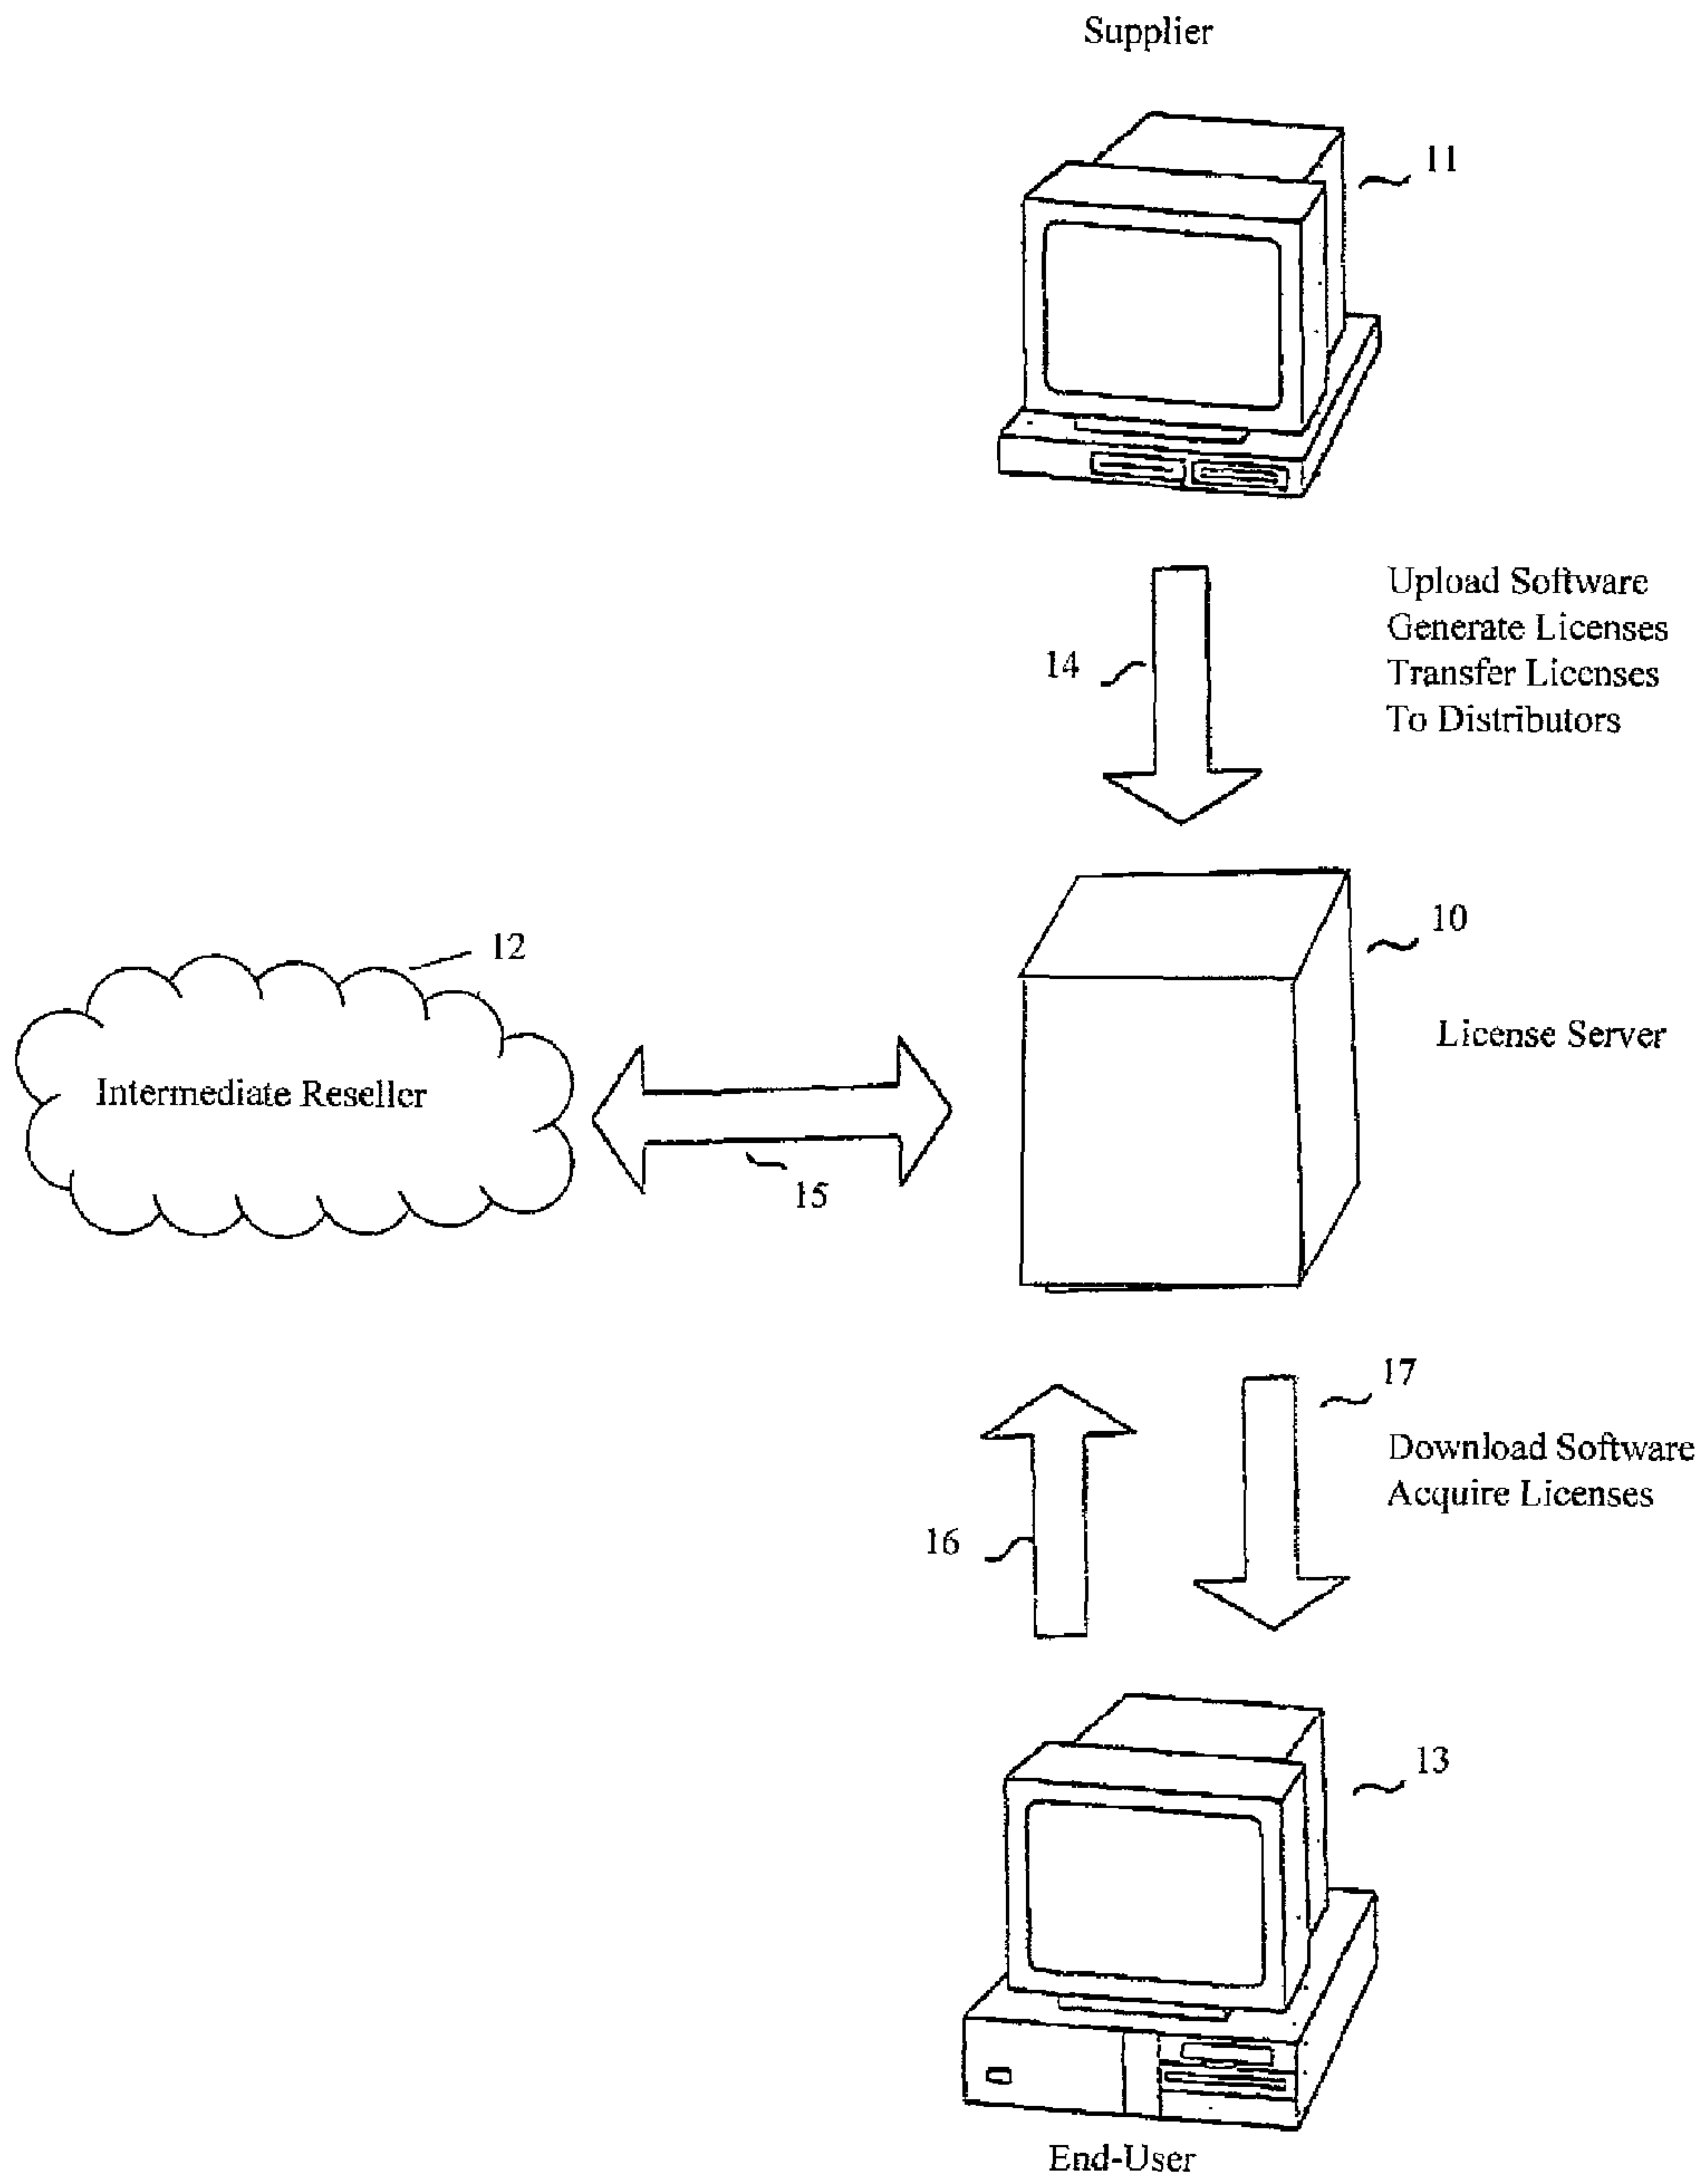 Supplier
11
Upload Software
Generate Licenses
Transfer Licenses
To Distributors
14
10
License Server
12
Intermediate Reseller
15
17
Download Software
Acquire Licenses
16
13
End-User